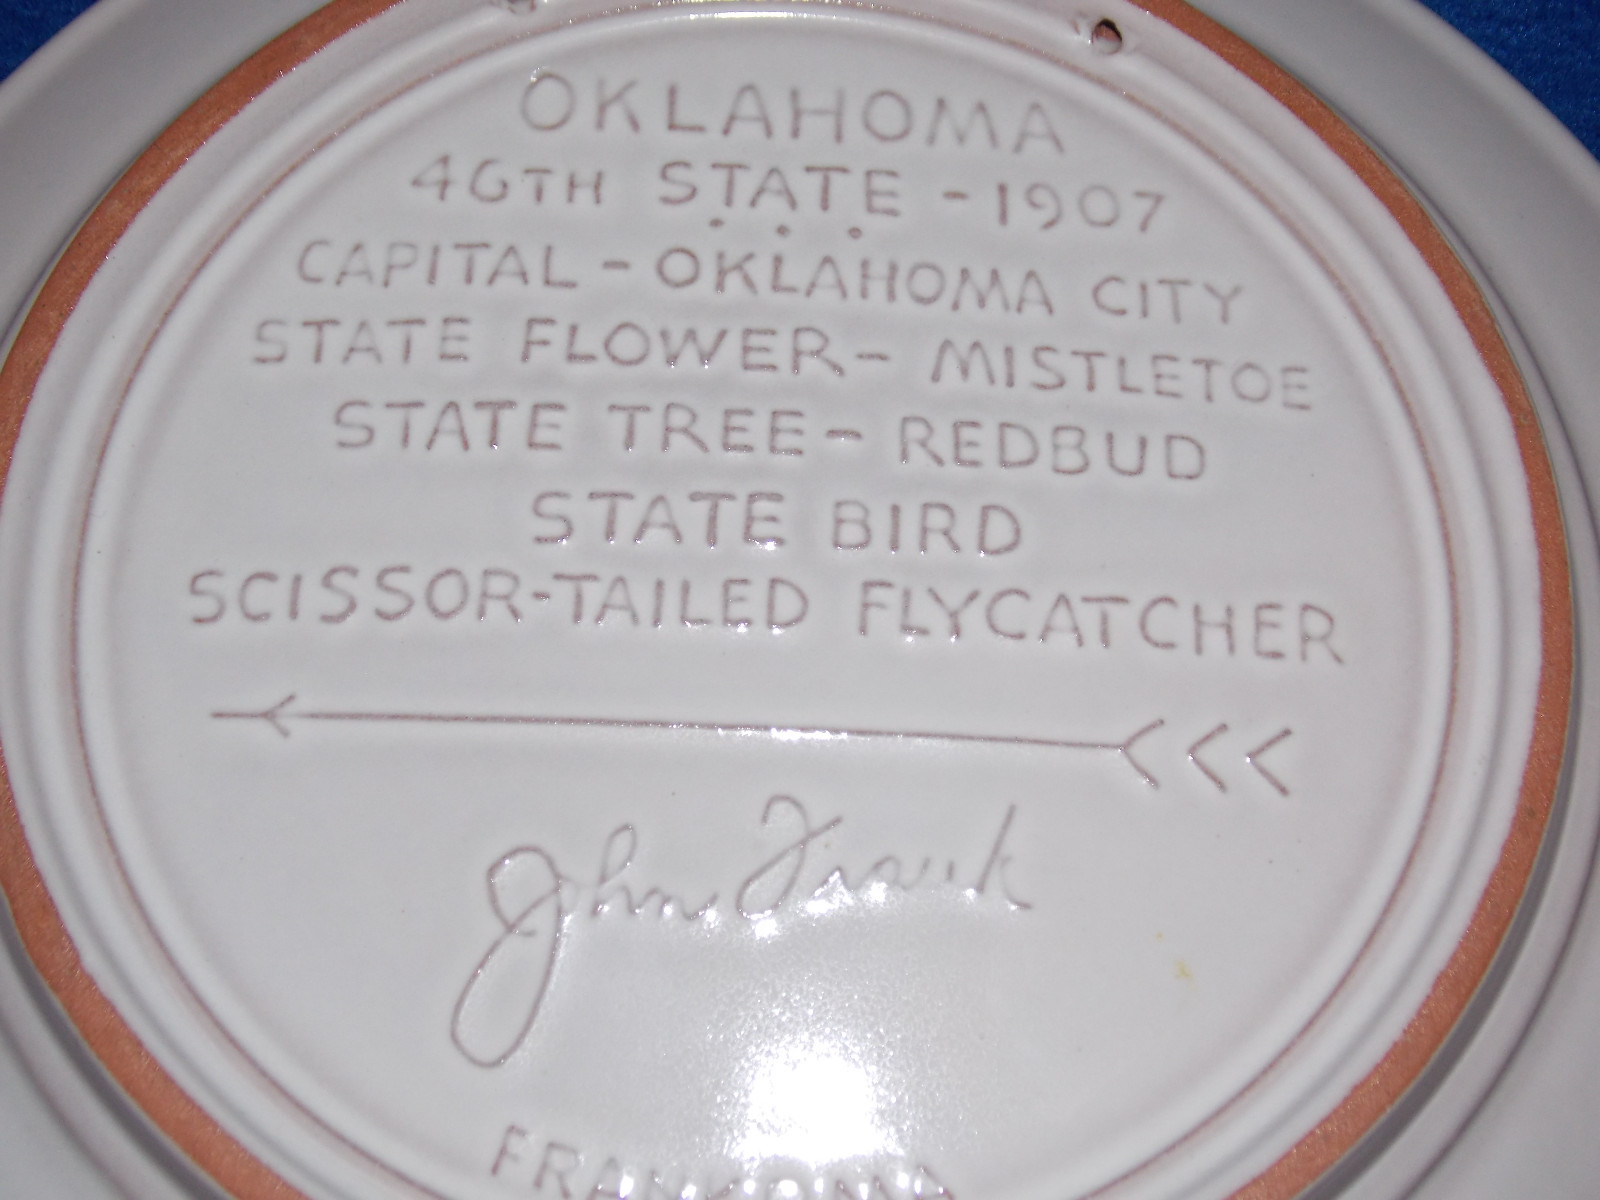 OKLAHOMA
46TH STATE - 1907
CAPITAL - OKLAHOMA CITY
STATE FLOWER - MISTLETOE
STATE TREE - REDBUD
STATE BIRD
SCISSOR-TAILED FLYCATCHER
John Frank
FRANKOMA